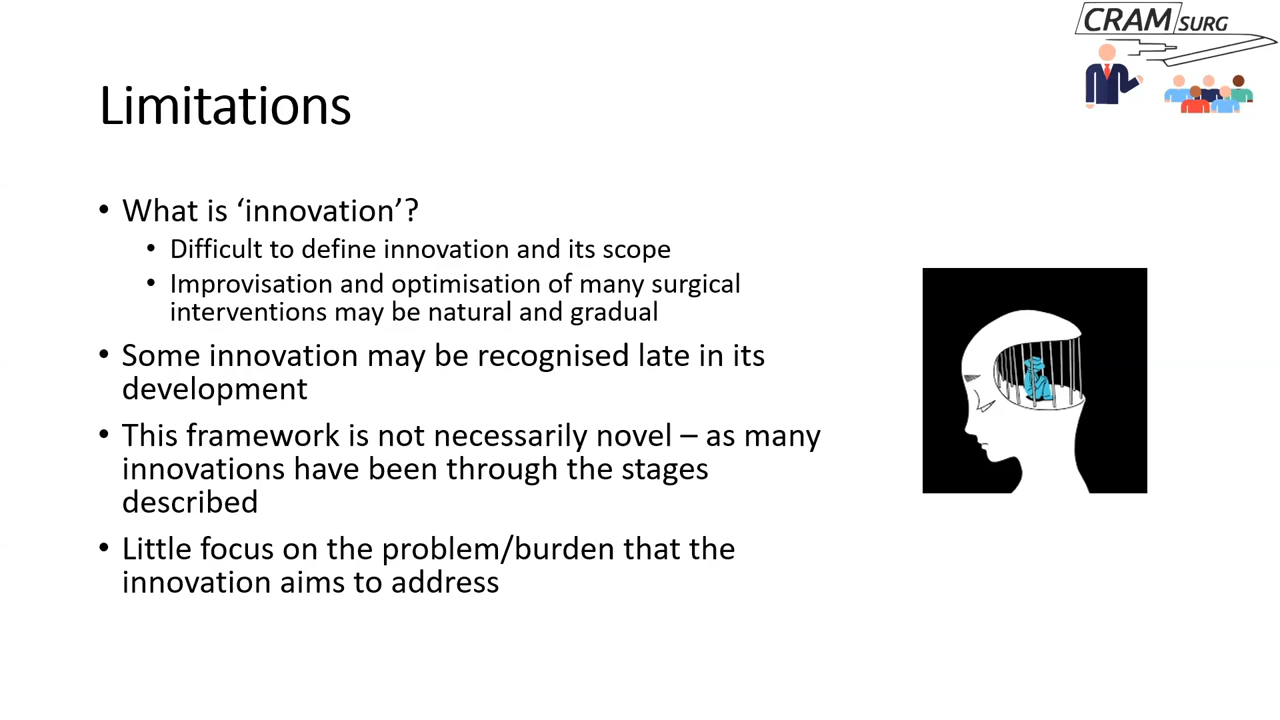 CRAM SURG
Limitations
• What is ‘innovation’?
• Difficult to define innovation and its scope
• Improvisation and optimisation of many surgical
interventions may be natural and gradual
• Some innovation may be recognised late in its
development
• This framework is not necessarily novel – as many
innovations have been through the stages
described
• Little focus on the problem/burden that the
innovation aims to address